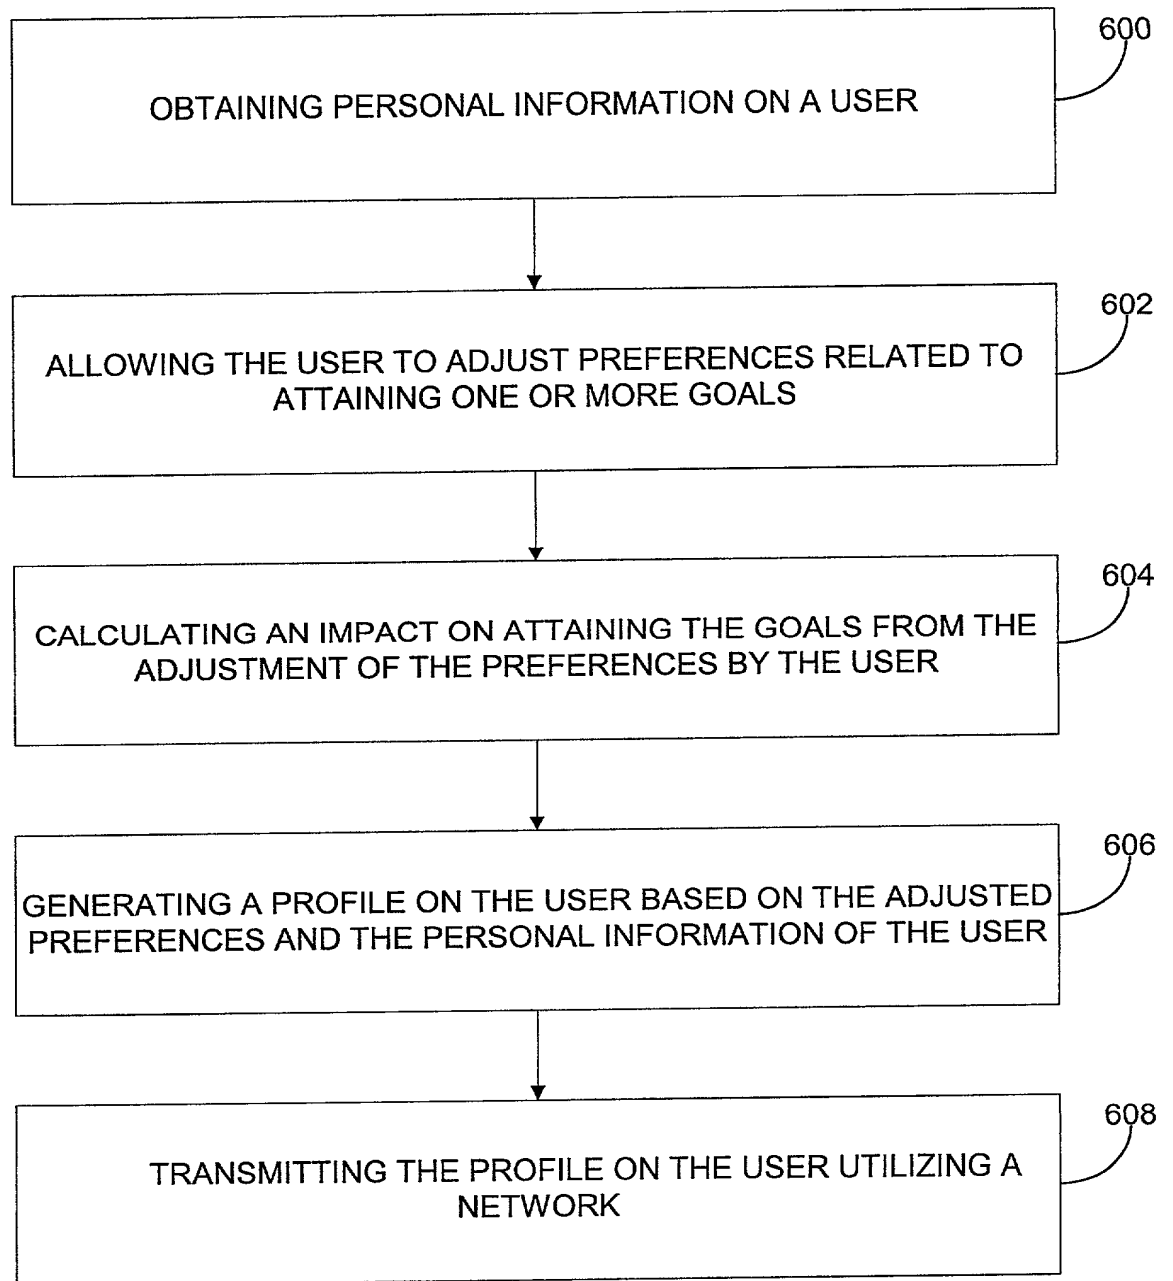 600
OBTAINING PERSONAL INFORMATION ON A USER
602
ALLOWING THE USER TO ADJUST PREFERENCES RELATED TO
ATTAINING ONE OR MORE GOALS
604
CALCULATING AN IMPACT ON ATTAINING THE GOALS FROM THE
ADJUSTMENT OF THE PREFERENCES BY THE USER
606
GENERATING A PROFILE ON THE USER BASED ON THE ADJUSTED
PREFERENCES AND THE PERSONAL INFORMATION OF THE USER
608
TRANSMITTING THE PROFILE ON THE USER UTILIZING A
NETWORK